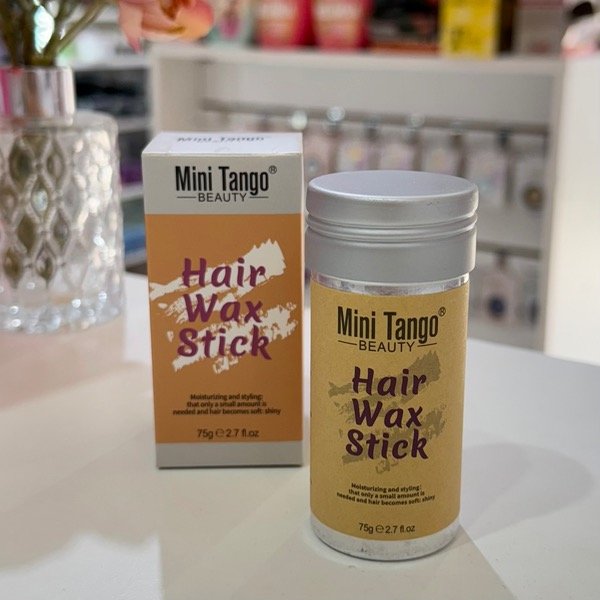 Mini Tango
Mini Tango®
BEAUTY
Hair
Wax
Stick
Moisturizing and styling:
that only a small amount is
needed and hair becomes soft: shiny
75g ℮ 2.7 fl.oz
Mini Tango®
BEAUTY
Hair
Wax
Stick
Moisturizing and styling:
that only a small amount is
needed and hair becomes soft: shiny
75g ℮ 2.7 fl.oz